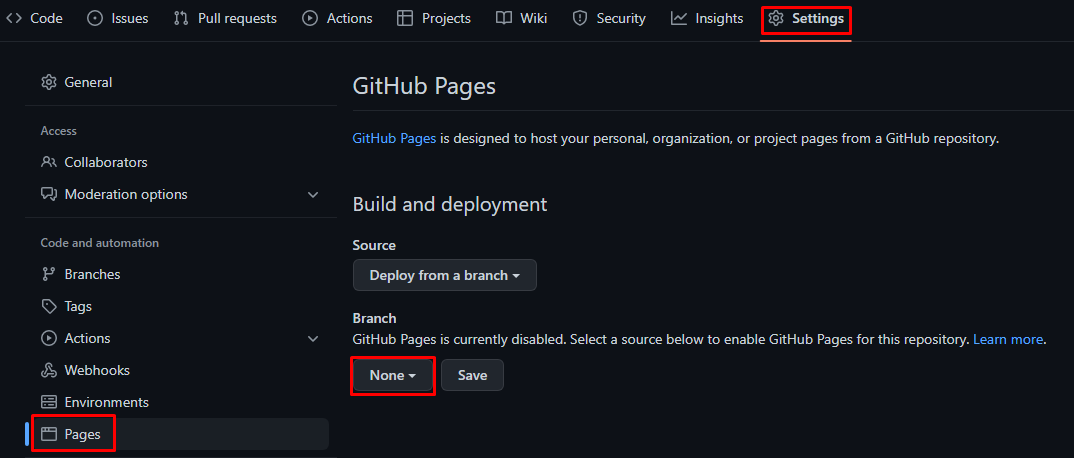 Code Issues Pull requests Actions Projects Wiki Security Insights Settings
General
Access
Collaborators
Moderation options
Code and automation
Branches
Tags
Actions
Webhooks
Environments
Pages
GitHub Pages
GitHub Pages is designed to host your personal, organization, or project pages from a GitHub repository.
Build and deployment
Source
Deploy from a branch
Branch
GitHub Pages is currently disabled. Select a source below to enable GitHub Pages for this repository. Learn more.
None Save